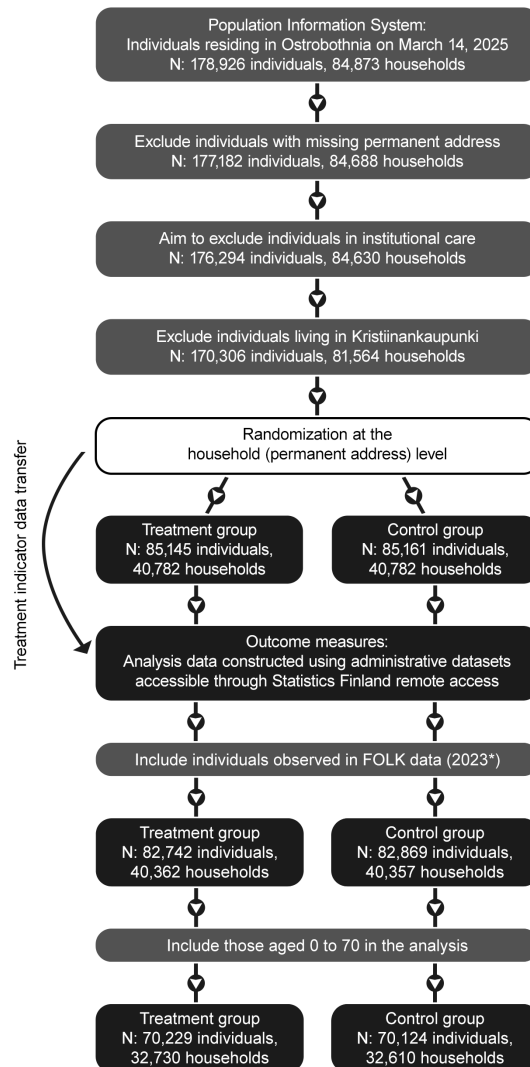 Population Information System:
Individuals residing in Ostrobothnia on March 14, 2025
N: 178,926 individuals, 84,873 households
Exclude individuals with missing permanent address
N: 177,182 individuals, 84,688 households
Aim to exclude individuals in institutional care
N: 176,294 individuals, 84,630 households
Exclude individuals living in Kristiinankaupunki
N: 170,306 individuals, 81,564 households
Randomization at the
household (permanent address) level
Treatment indicator data transfer
Treatment group
N: 85,145 individuals,
40,782 households
Control group
N: 85,161 individuals,
40,782 households
Outcome measures:
Analysis data constructed using administrative datasets
accessible through Statistics Finland remote access
Include individuals observed in FOLK data (2023*)
Treatment group
N: 82,742 individuals,
40,362 households
Control group
N: 82,869 individuals,
40,357 households
Include those aged 0 to 70 in the analysis
Treatment group
N: 70,229 individuals,
32,730 households
Control group
N: 70,124 individuals,
32,610 households